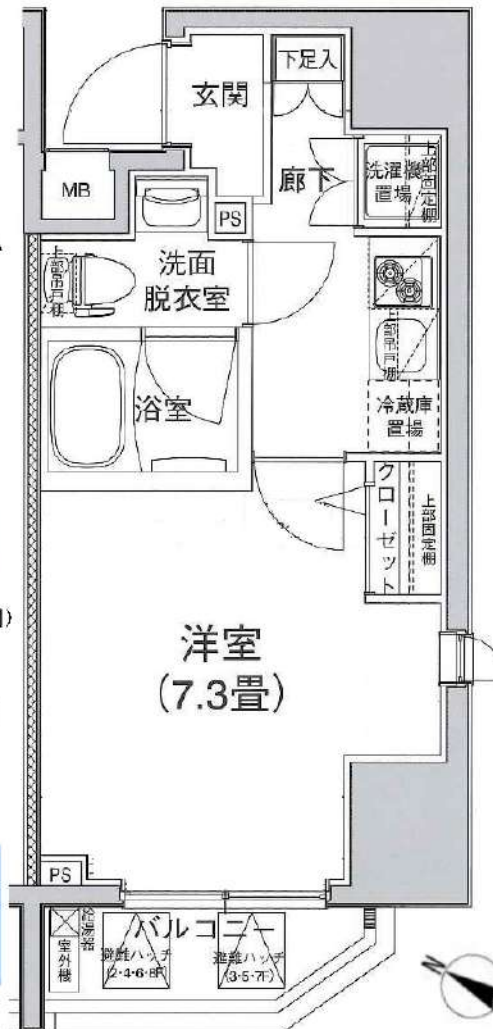 下足入
玄関
廊下
洗濯機
置場
上部固定棚
MB
PS
上部吊戸棚
洗面
脱衣室
上部吊戸棚
浴室
冷蔵庫
置場
クローゼット
上部固定棚
洋室
(7.3畳)
PS
バルコニー
給湯器
室外機
避難ハッチ
(2·4·6·8F)
避難ハッチ
(3·5·7F)
N